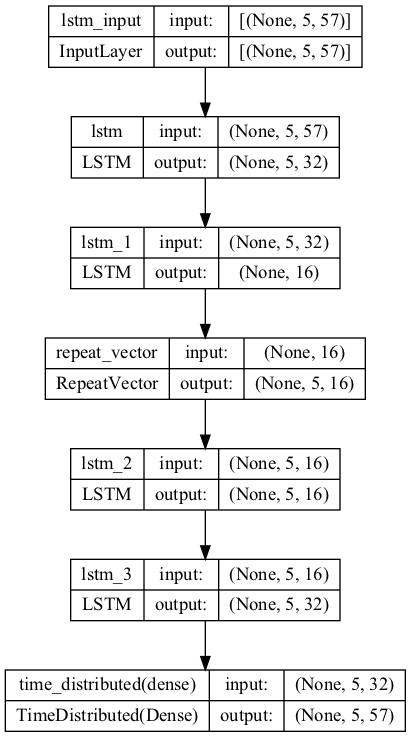 lstm_input input: [(None, 5, 57)]
InputLayer output: [(None, 5, 57)]
lstm input: (None, 5, 57)
LSTM output: (None, 5, 32)
lstm_1 input: (None, 5, 32)
LSTM output: (None, 16)
repeat_vector input: (None, 16)
RepeatVector output: (None, 5, 16)
lstm_2 input: (None, 5, 16)
LSTM output: (None, 5, 16)
lstm_3 input: (None, 5, 16)
LSTM output: (None, 5, 32)
time_distributed(dense) input: (None, 5, 32)
TimeDistributed(Dense) output: (None, 5, 57)